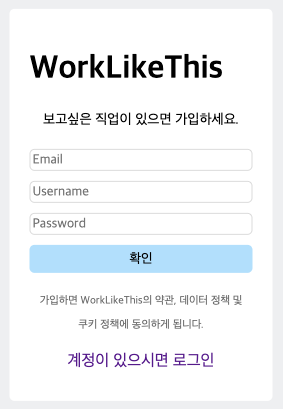 WorkLikeThis
보고싶은 직업이 있으면 가입하세요.
Email
Username
Password
확인
가입하면 WorkLikeThis의 약관, 데이터 정책 및
쿠키 정책에 동의하게 됩니다.
계정이 있으시면 로그인